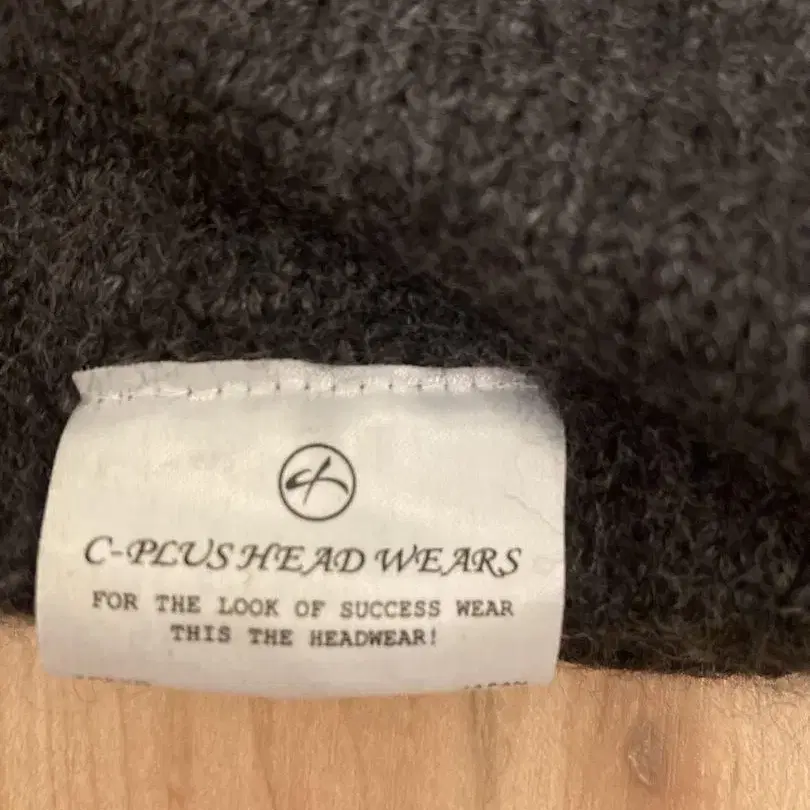 C-PLUS HEAD WEARS
FOR THE LOOK OF SUCCESS WEAR
THIS THE HEADWEAR!